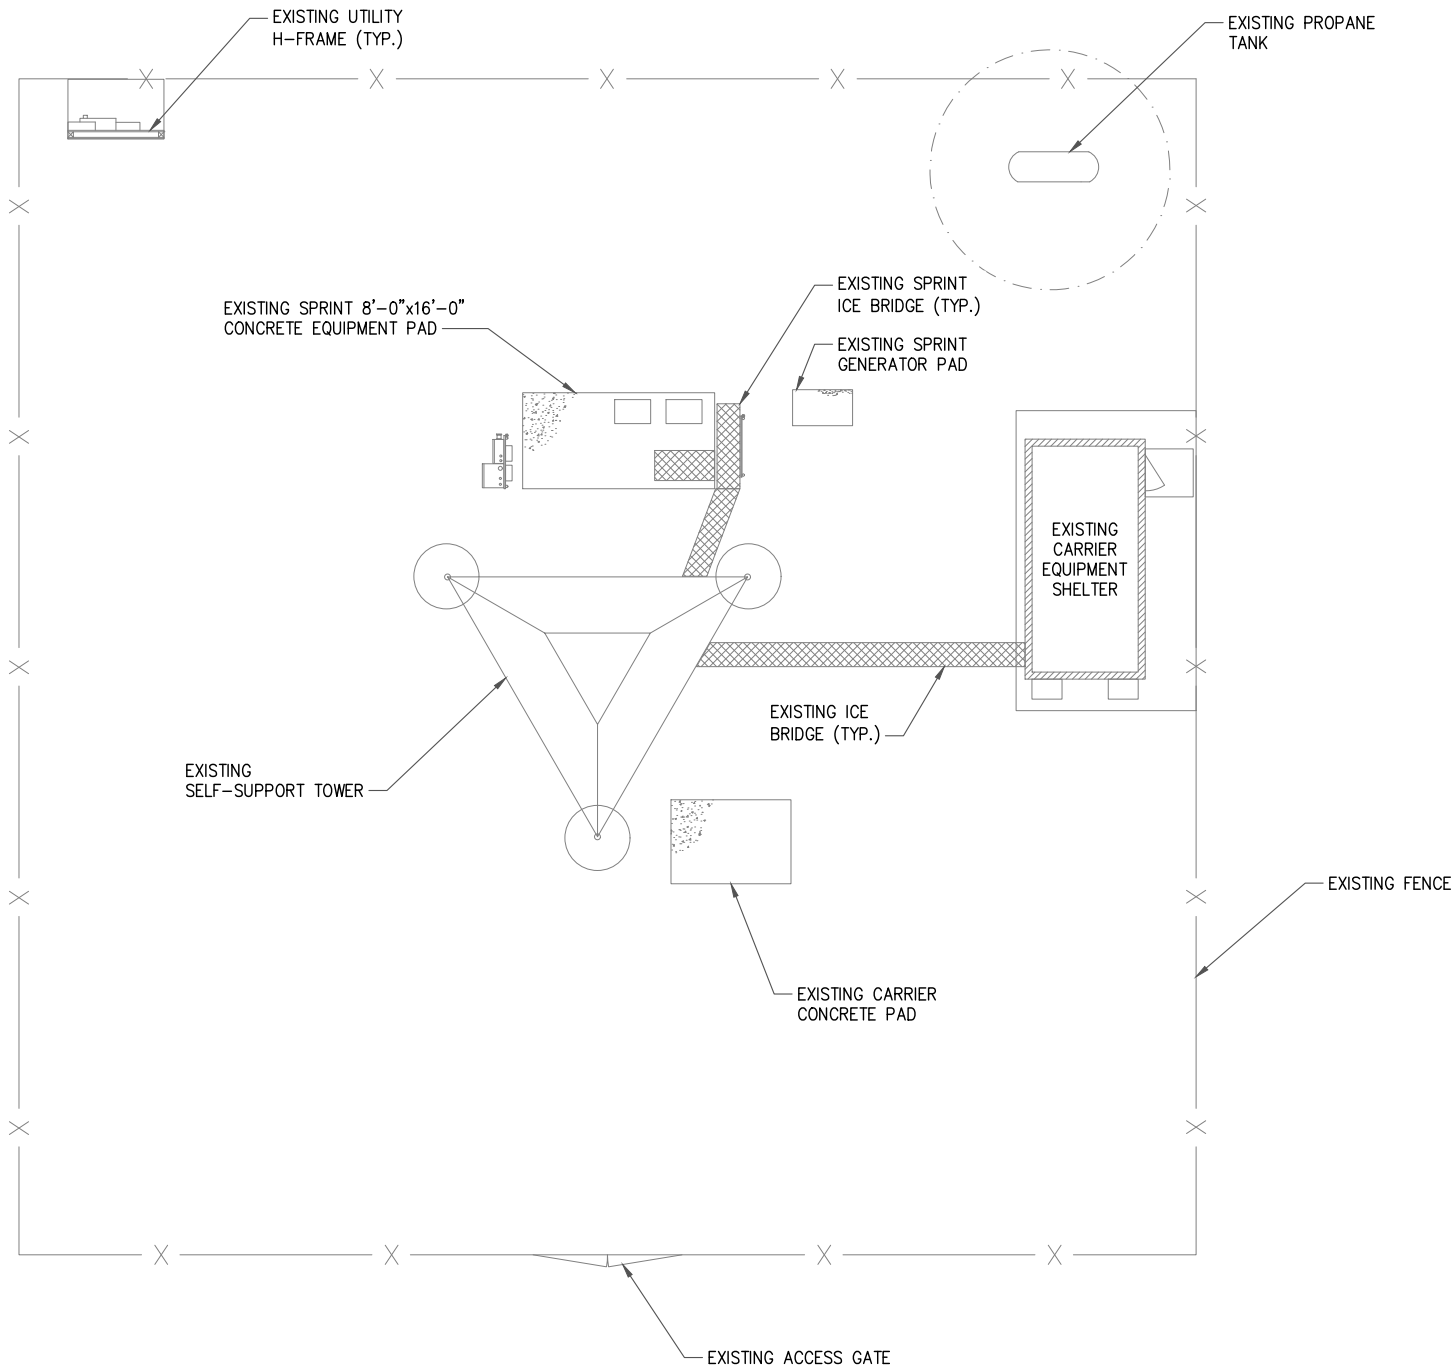 EXISTING UTILITY
H-FRAME (TYP.)
EXISTING PROPANE
TANK
EXISTING SPRINT 8'-0"x16'-0"
CONCRETE EQUIPMENT PAD
EXISTING SPRINT
ICE BRIDGE (TYP.)
EXISTING SPRINT
GENERATOR PAD
EXISTING
CARRIER
EQUIPMENT
SHELTER
EXISTING ICE
BRIDGE (TYP.)
EXISTING
SELF-SUPPORT TOWER
EXISTING FENCE
EXISTING CARRIER
CONCRETE PAD
EXISTING ACCESS GATE